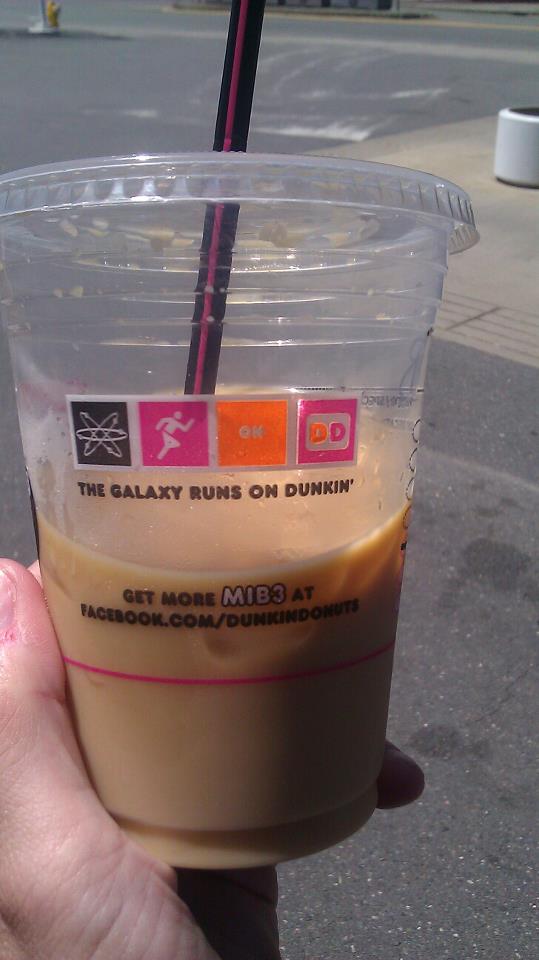 ON
DD
THE GALAXY RUNS ON DUNKIN'
GET MORE MIB3 AT
FACEBOOK.COM/DUNKINDONUTS